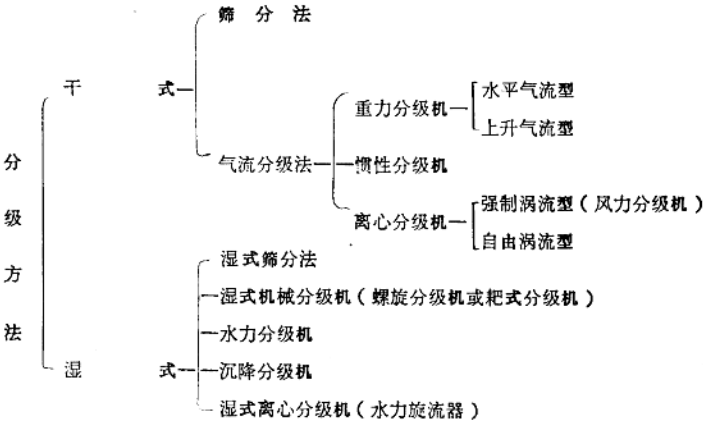 分级方法
干 式
筛 分 法
气流分级法
重力分级机
水平气流型
上升气流型
惯性分级机
离心分级机
强制涡流型(风力分级机)
自由涡流型
湿 式
湿式筛分法
湿式机械分级机(螺旋分级机或耙式分级机)
水力分级机
沉降分级机
湿式离心分级机(水力旋流器)